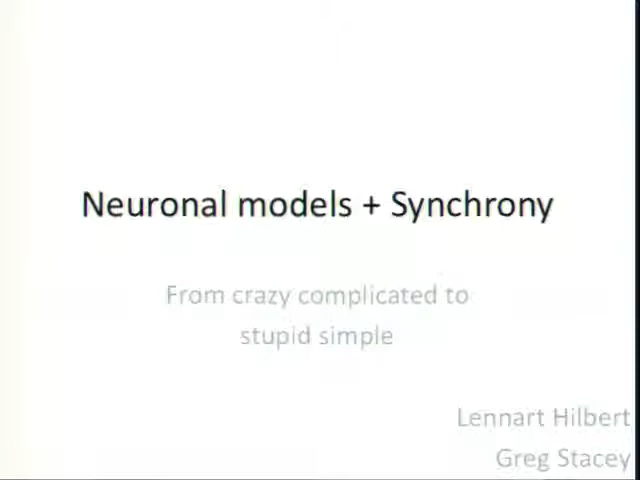 Neuronal models + Synchrony
From crazy complicated to
stupid simple
Lennart Hilbert
Greg Stacey